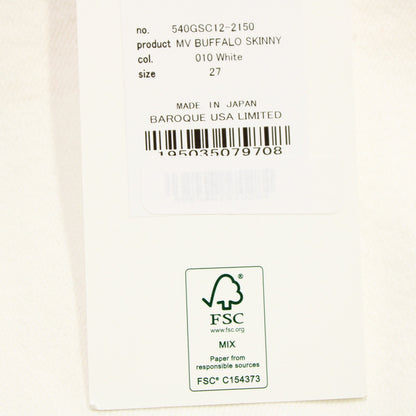 no. 540GSC12-2150
product MV BUFFALO SKINNY
col. 010 White
size 27
MADE IN JAPAN
BAROQUE USA LIMITED
195035079708
FSC
www.fsc.org
MIX
Paper from
responsible sources
FSC® C154373